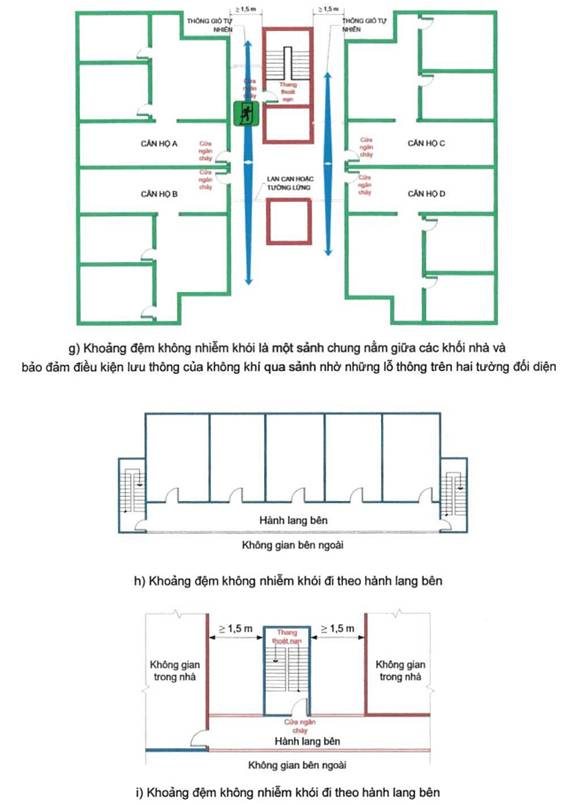 ≥ 1,5 m ≥ 1,5 m
THÔNG GIÓ TỰ NHIÊN
THÔNG GIÓ TỰ NHIÊN
Cửa ngăn cháy
Thang thoát nạn
CĂN HỘ A
Cửa ngăn cháy
Cửa ngăn cháy
CĂN HỘ C
CĂN HỘ B
Cửa ngăn cháy
LAN CAN HOẶC
TƯỜNG LỬNG
Cửa ngăn cháy
CĂN HỘ D
g) Khoảng đệm không nhiễm khói là một sảnh chung nằm giữa các khối nhà và
bảo đảm điều kiện lưu thông của không khí qua sảnh nhờ những lỗ thông trên hai tường đối diện
Hành lang bên
Không gian bên ngoài
h) Khoảng đệm không nhiễm khói đi theo hành lang bên
≥ 1,5 m
Thang
thoát nạn
≥ 1,5 m
Không gian
trong nhà
Không gian
trong nhà
Cửa ngăn
cháy
Hành lang bên
Không gian bên ngoài
i) Khoảng đệm không nhiễm khói đi theo hành lang bên